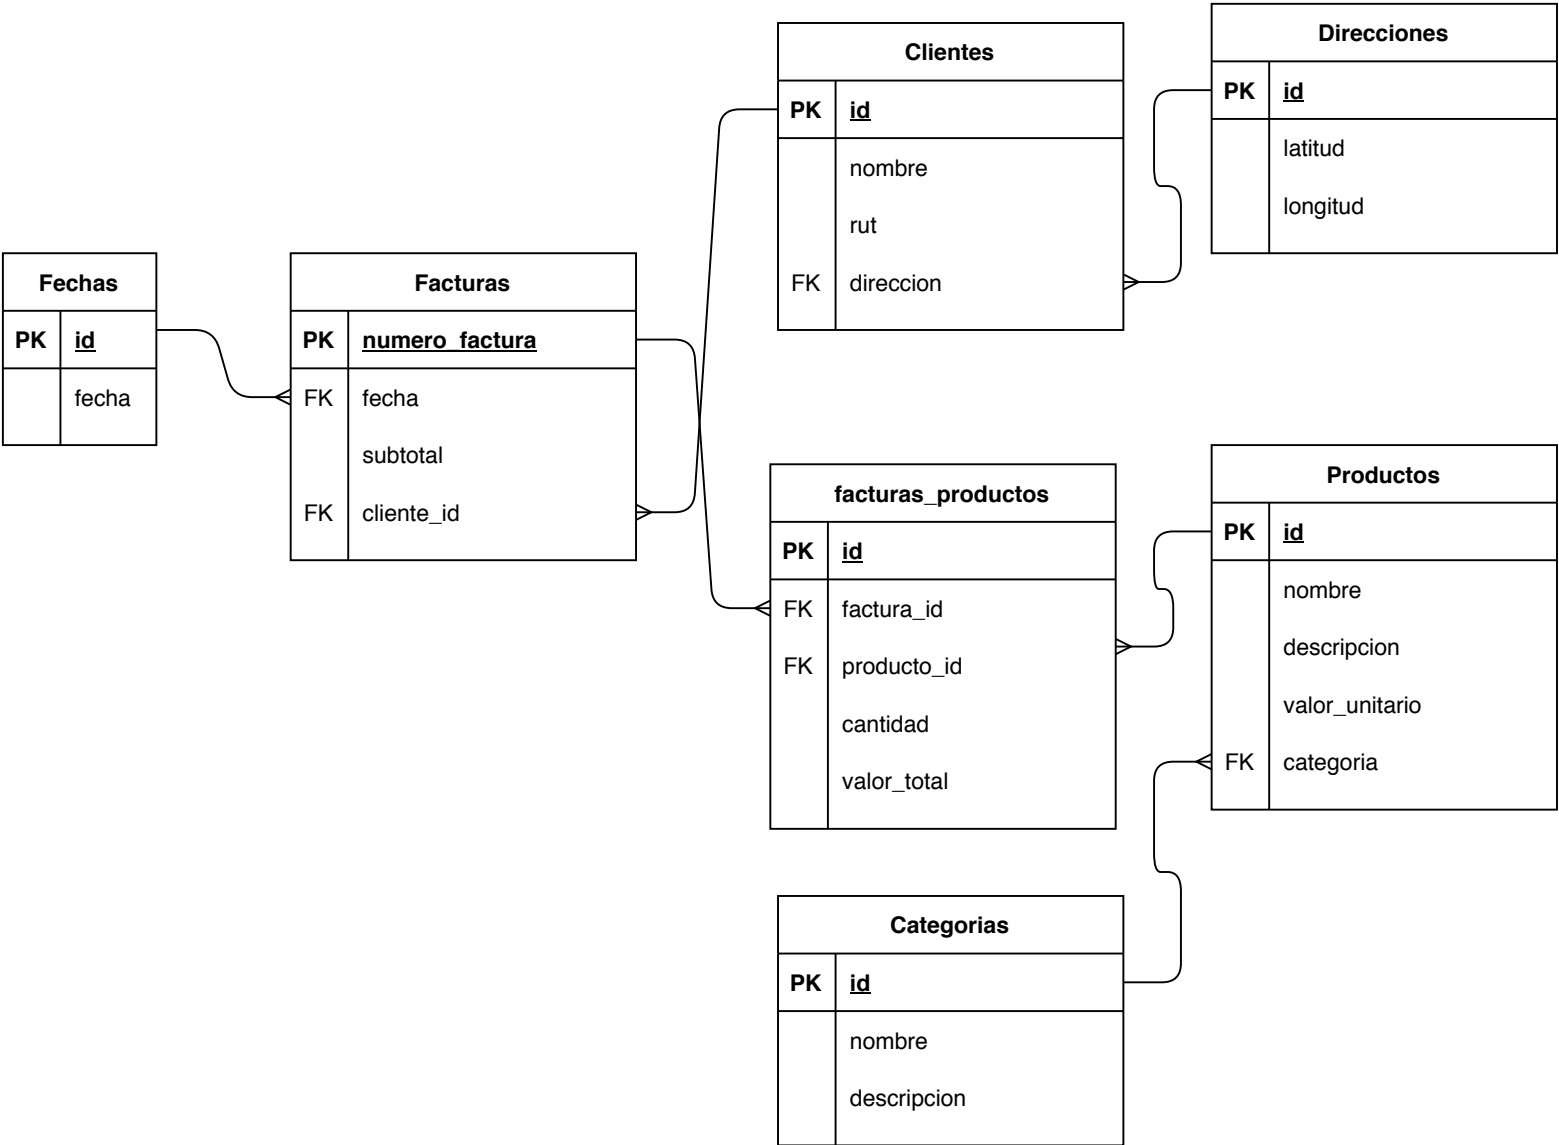 Fechas
PK id
fecha
Facturas
PK numero_factura
FK fecha
subtotal
FK cliente_id
Clientes
PK id
nombre
rut
FK direccion
Direcciones
PK id
latitud
longitud
facturas_productos
PK id
FK factura_id
FK producto_id
cantidad
valor_total
Productos
PK id
nombre
descripcion
valor_unitario
FK categoria
Categorias
PK id
nombre
descripcion